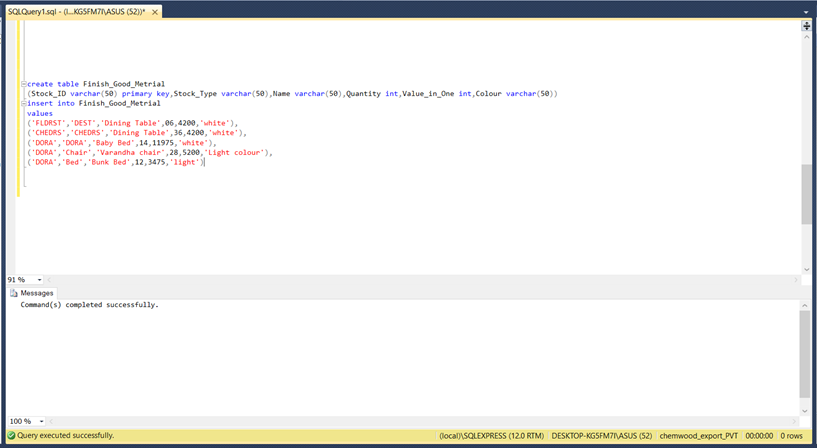 SQLQuery1.sql - (l...KG5FM7I\ASUS (52))*
create table Finish_Good_Metrial
(Stock_ID varchar(50) primary key,Stock_Type varchar(50),Name varchar(50),Quantity int,Value_in_One int,Colour varchar(50))
insert into Finish_Good_Metrial
values
('FLDRST','DEST','Dining Table',06,4200,'white'),
('CHEDRS','CHEDRS','Dining Table',36,4200,'white'),
('DORA','DORA','Baby Bed',14,11975,'white'),
('DORA','Chair','Varandha chair',28,5200,'Light colour'),
('DORA','Bed','Bunk Bed',12,3475,'light')
91 %
Messages
Command(s) completed successfully.
100 %
Query executed successfully. (local)\SQLEXPRESS (12.0 RTM) DESKTOP-KG5FM7I\ASUS (52) chemwood_export_PVT 00:00:00 0 rows